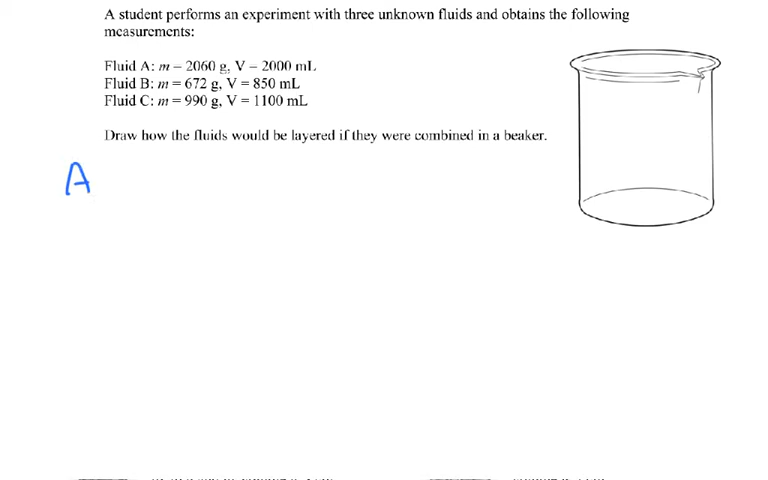 A student performs an experiment with three unknown fluids and obtains the following
measurements:
Fluid A: m – 2060 g, V – 2000 mL
Fluid B: m = 672 g, V = 850 mL
Fluid C: m = 990 g, V = 1100 mL
Draw how the fluids would be layered if they were combined in a beaker.
A